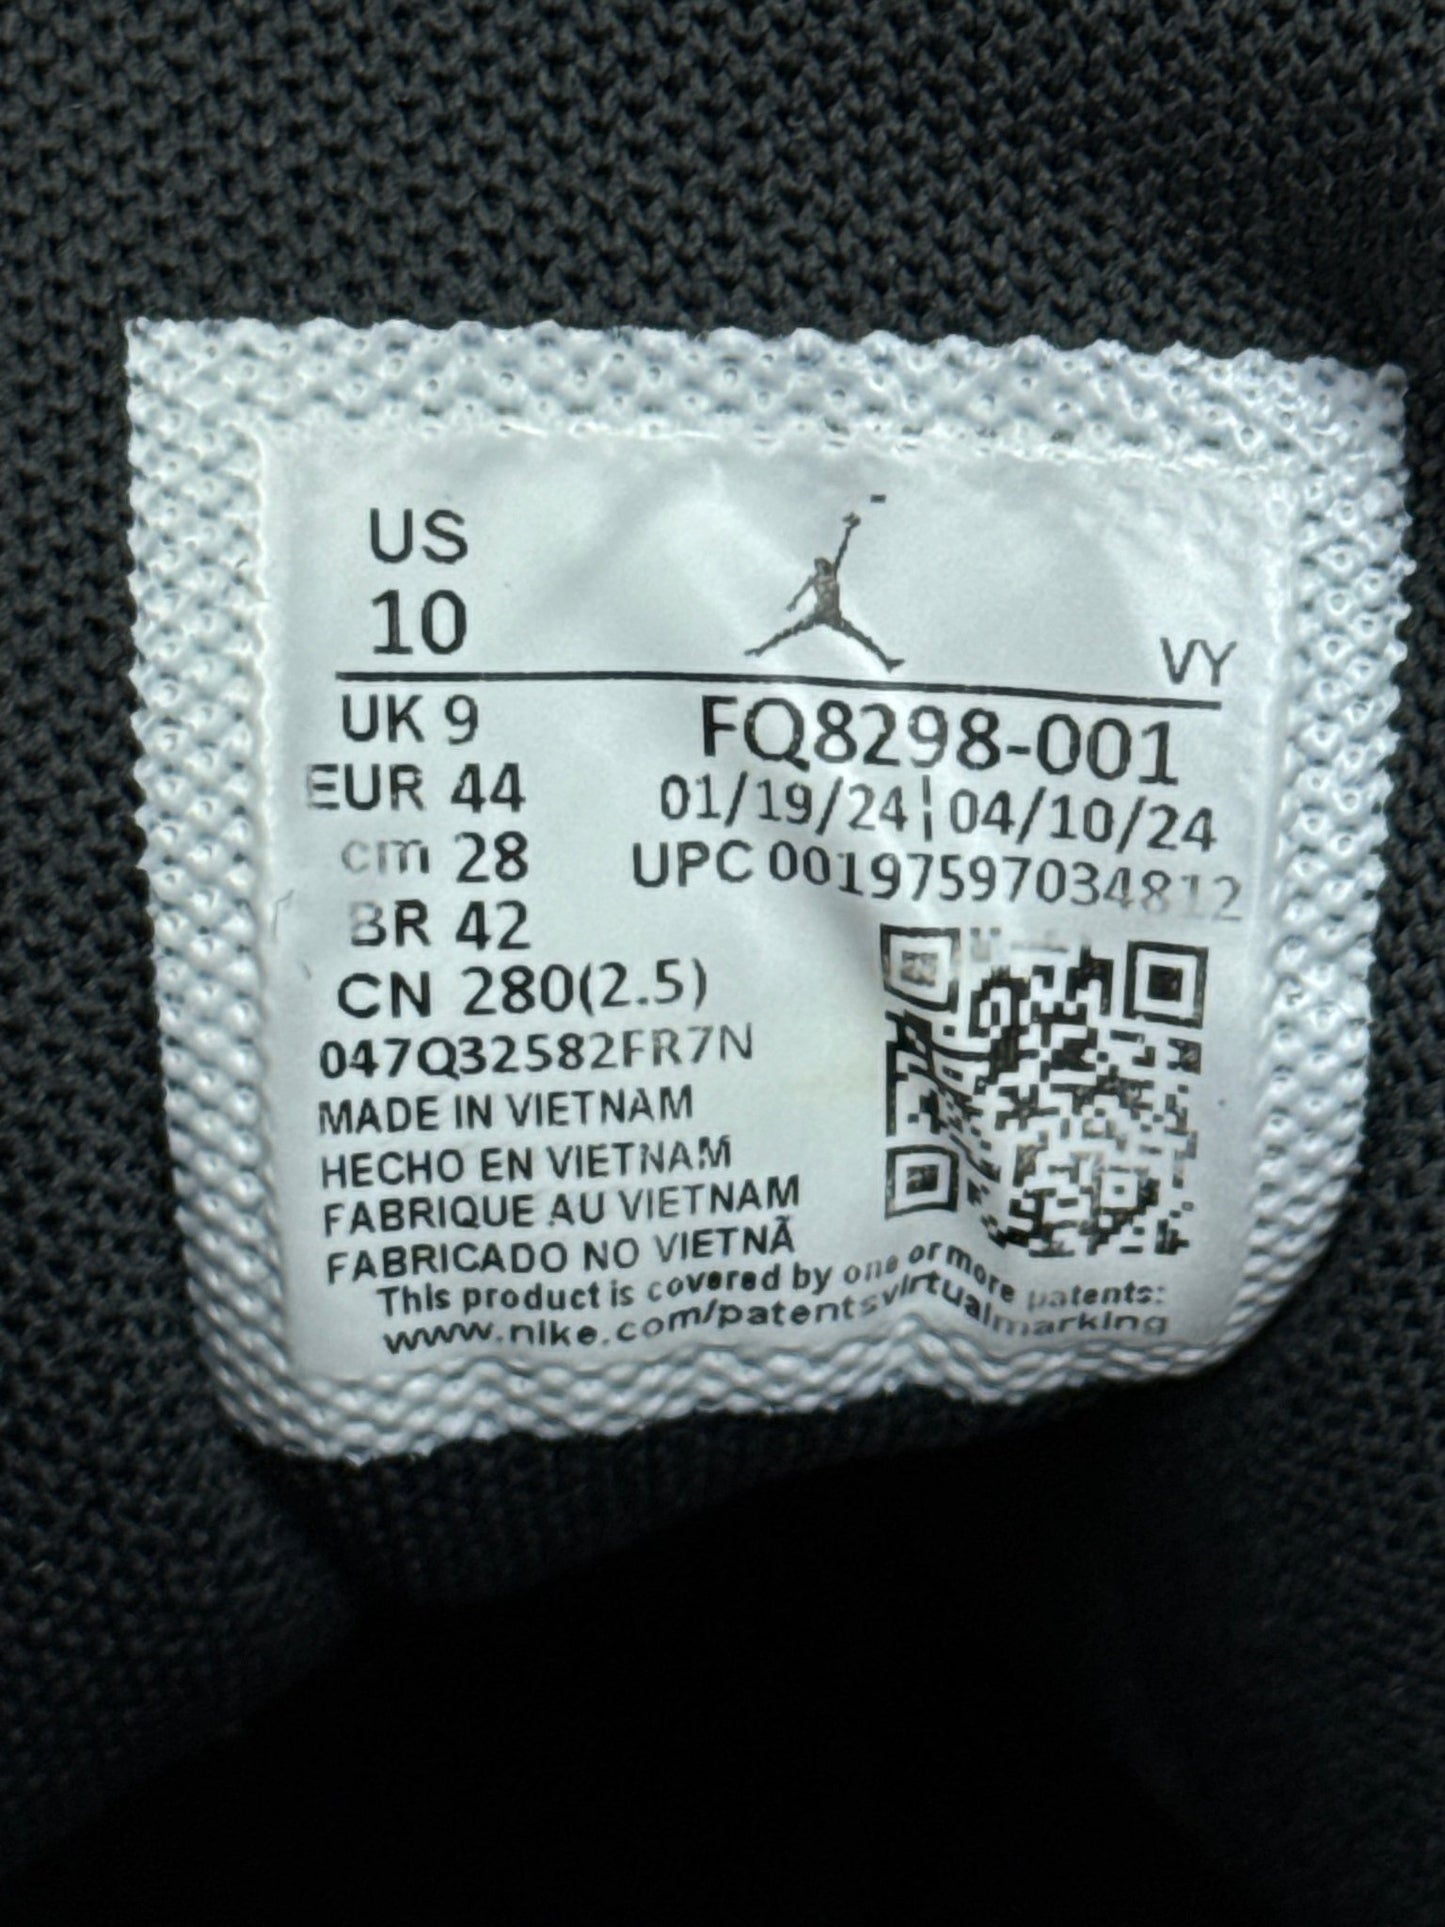 US
10
VY
UK 9
FQ8298-001
EUR 44
01/19/24 | 04/10/24
cm 28
UPC 00197597034812
BR 42
CN 280(2.5)
047Q32582FR7N
MADE IN VIETNAM
HECHO EN VIETNAM
FABRIQUE AU VIETNAM
FABRICADO NO VIETNÃ
This product is covered by one or more patents:
www.nike.com/patentsvirtualmarking